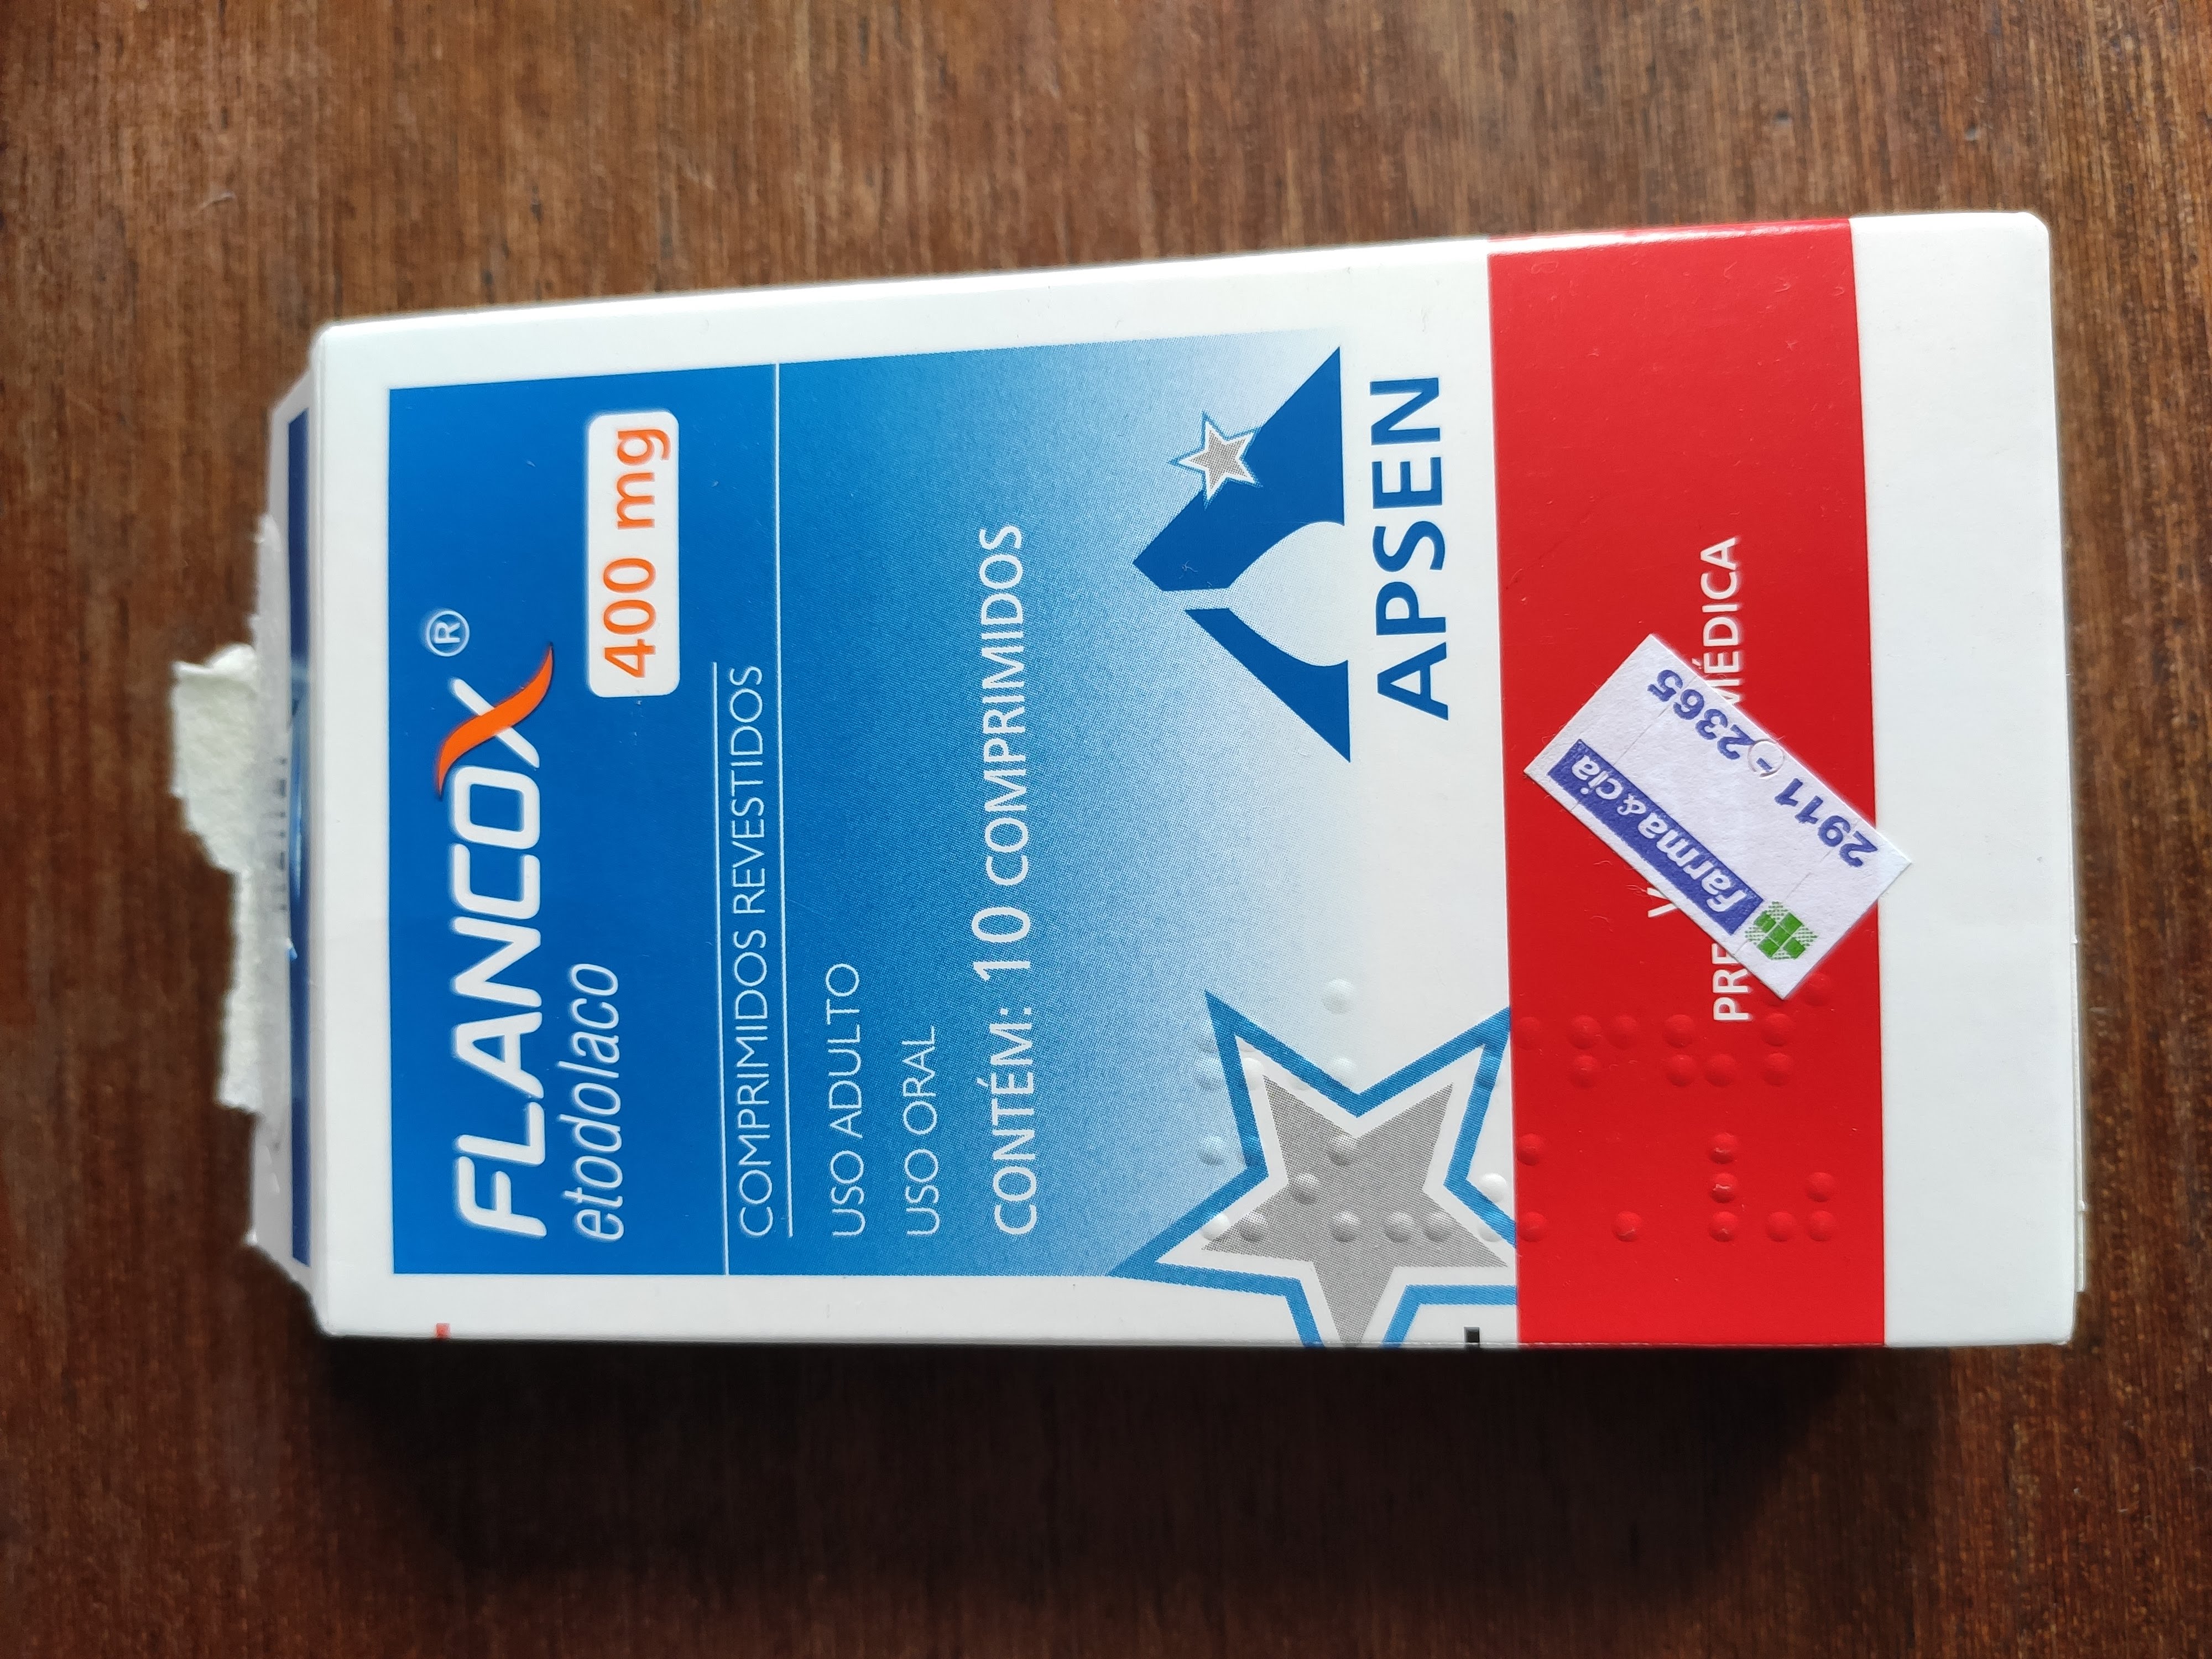 FLANCOX®
etodolaco
400 mg
COMPRIMIDOS REVESTIDOS
USO ADULTO
USO ORAL
CONTÉM: 10 COMPRIMIDOS
APSEN
MÉDICA
farma&cia
2911-2365